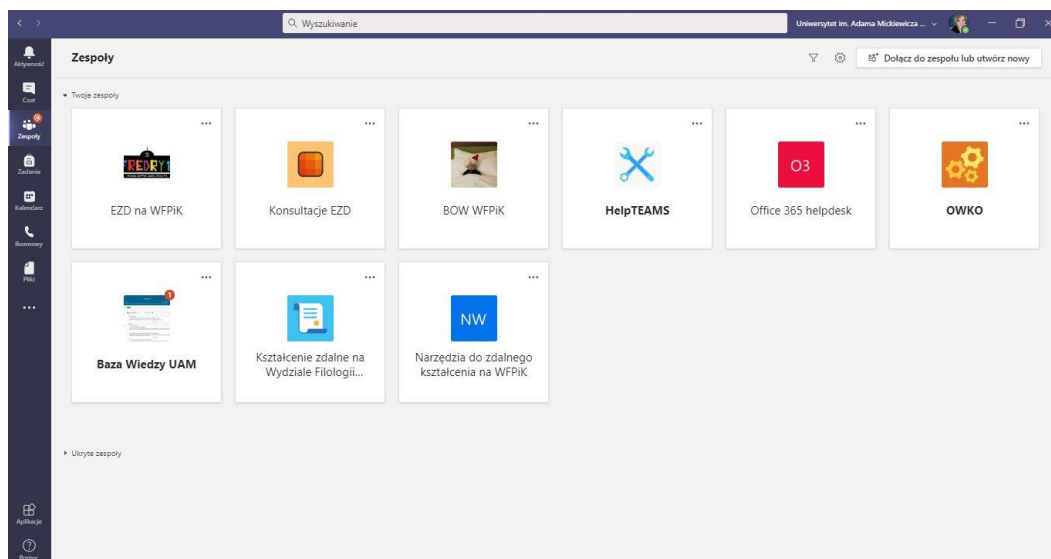 Wyszukiwanie
Uniwersytet im. Adama Mickiewicza ...
Aktywność
Czat
Zespoły
Zadania
Kalendarz
Rozmowy
Pliki
Aplikacje
Pomoc
Zespoły
Dołącz do zespołu lub utwórz nowy
Twoje zespoły
EZD na WFPiK
Konsultacje EZD
BOW WFPiK
HelpTEAMS
O3
Office 365 helpdesk
OWKO
1
Baza Wiedzy UAM
Kształcenie zdalne na
Wydziale Filologii...
NW
Narzędzia do zdalnego
kształcenia na WFPiK
Ukryte zespoły